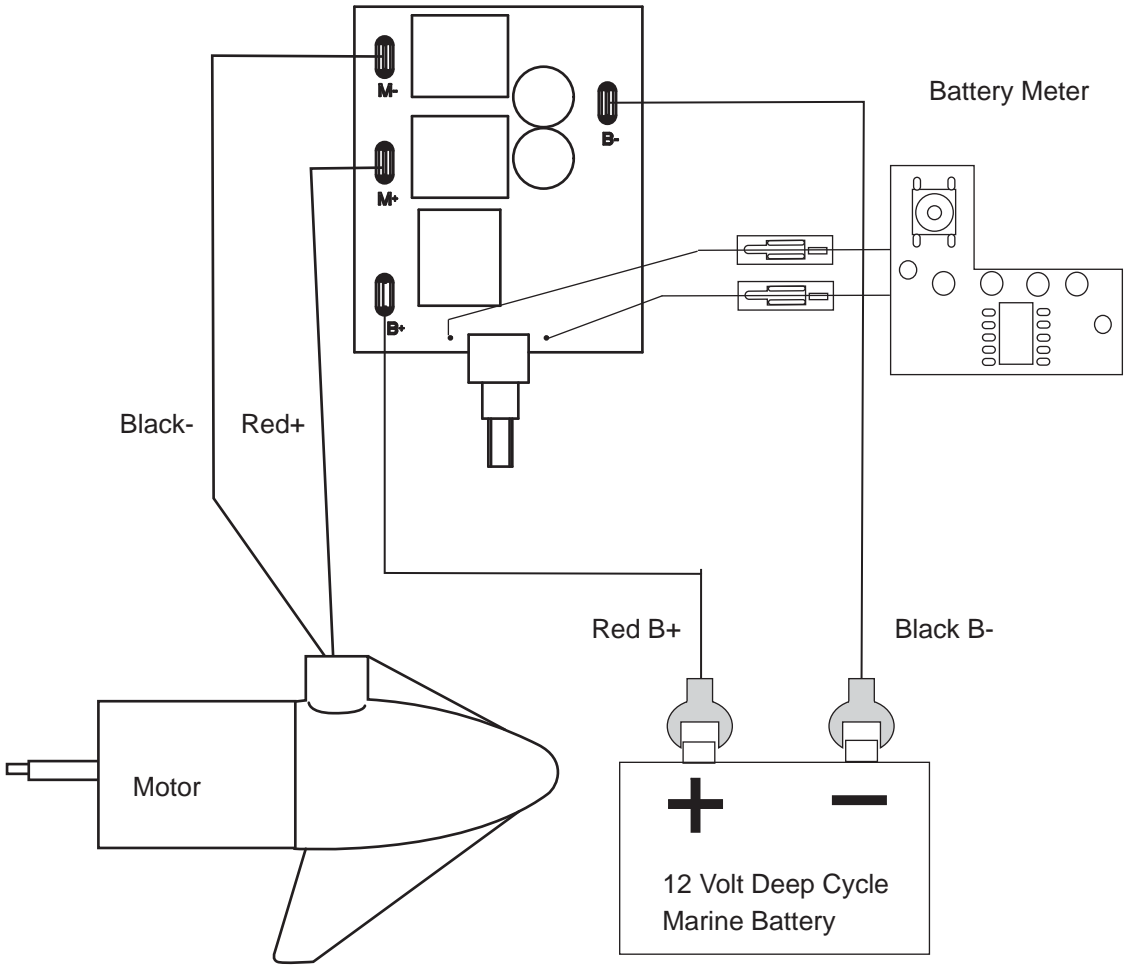 M-
B-
Battery Meter
M+
B+
Black-
Red+
Red B+
Black B-
Motor
12 Volt Deep Cycle
Marine Battery